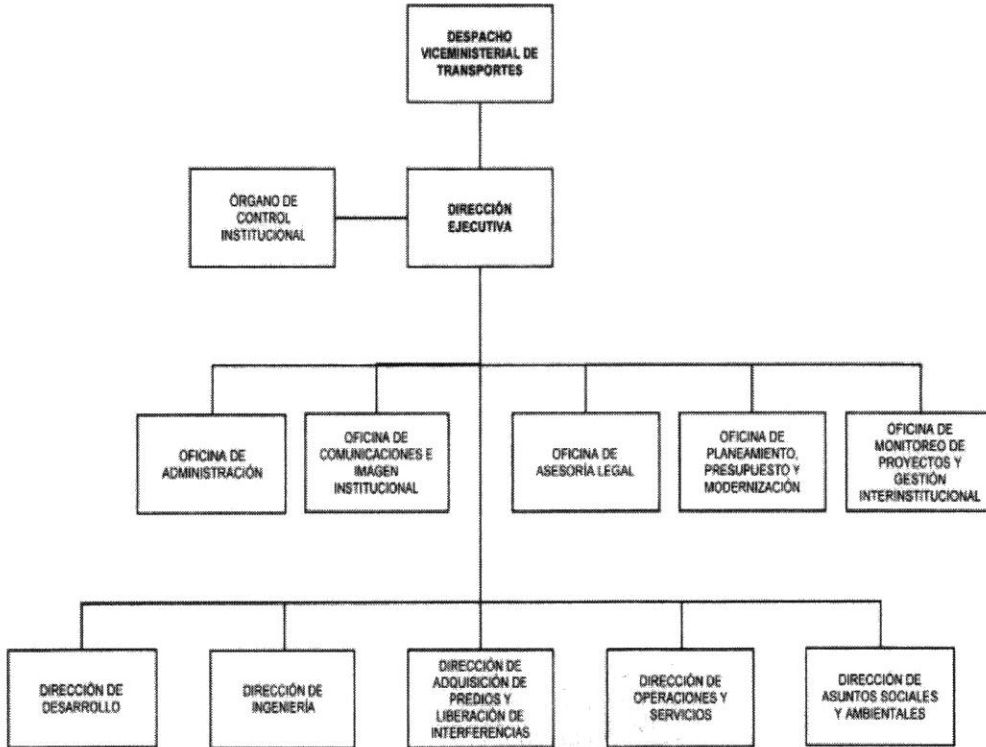 DESPACHO
VICEMINISTERIAL DE
TRANSPORTES
ÓRGANO DE
CONTROL
INSTITUCIONAL
DIRECCIÓN
EJECUTIVA
OFICINA DE
ADMINISTRACIÓN
OFICINA DE
COMUNICACIONES E
IMAGEN
INSTITUCIONAL
OFICINA DE
ASESORÍA LEGAL
OFICINA DE
PLANEAMIENTO,
PRESUPUESTO Y
MODERNIZACIÓN
OFICINA DE
MONITOREO DE
PROYECTOS Y
GESTIÓN
INTERINSTITUCIONAL
DIRECCIÓN DE
DESARROLLO
DIRECCIÓN DE
INGENIERÍA
DIRECCIÓN DE
ADQUISICIÓN DE
PREDIOS Y
LIBERACIÓN DE
INTERFERENCIAS
DIRECCIÓN DE
OPERACIONES Y
SERVICIOS
DIRECCIÓN DE
ASUNTOS SOCIALES
Y AMBIENTALES